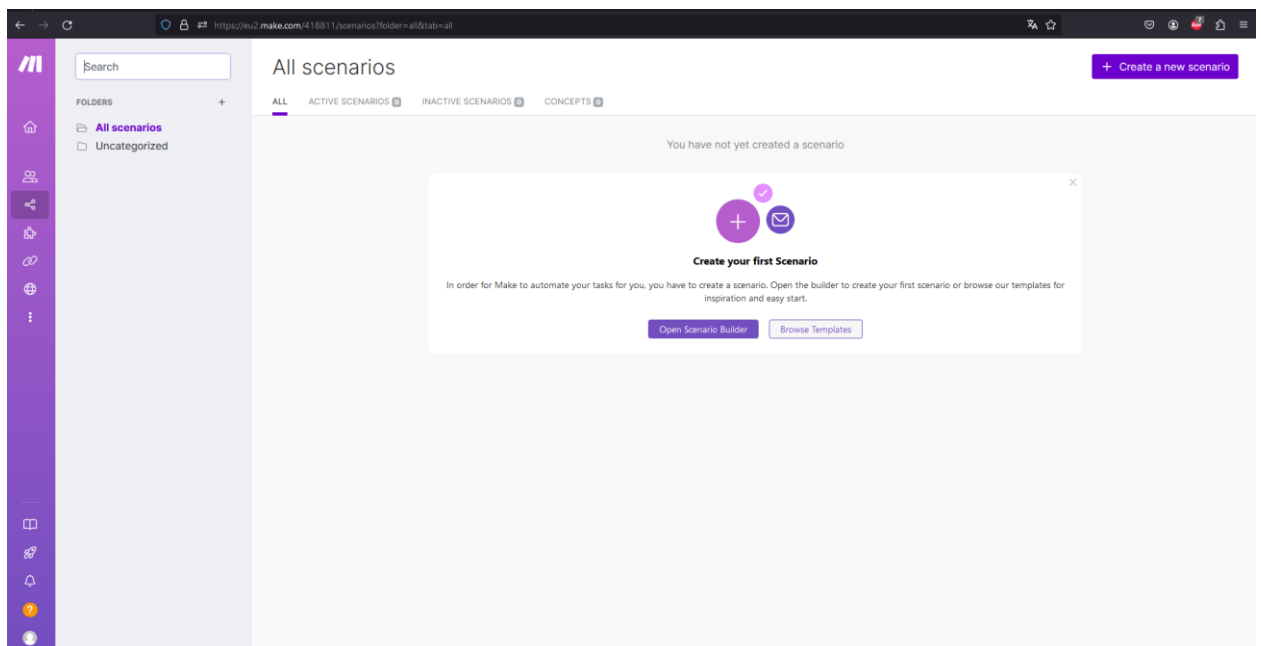 https://eu2.make.com/418811/scenarios?folder=all&tab=all
Search
FOLDERS +
All scenarios
Uncategorized
All scenarios
+ Create a new scenario
ALL ACTIVE SCENARIOS 0 INACTIVE SCENARIOS 0 CONCEPTS 0
You have not yet created a scenario
Create your first Scenario
In order for Make to automate your tasks for you, you have to create a scenario. Open the builder to create your first scenario or browse our templates for
inspiration and easy start.
Open Scenario Builder Browse Templates